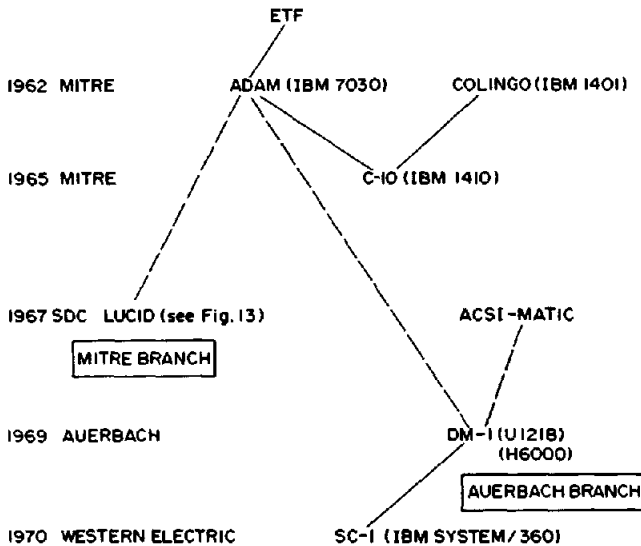 ETF
1962 MITRE ADAM (IBM 7030) COLINGO (IBM 1401)
1965 MITRE C-10 (IBM 1410)
1967 SDC LUCID (see Fig. 13) ACSI-MATIC
MITRE BRANCH
1969 AUERBACH DM-1 (U1218)
(H6000)
AUERBACH BRANCH
1970 WESTERN ELECTRIC SC-1 (IBM SYSTEM/360)